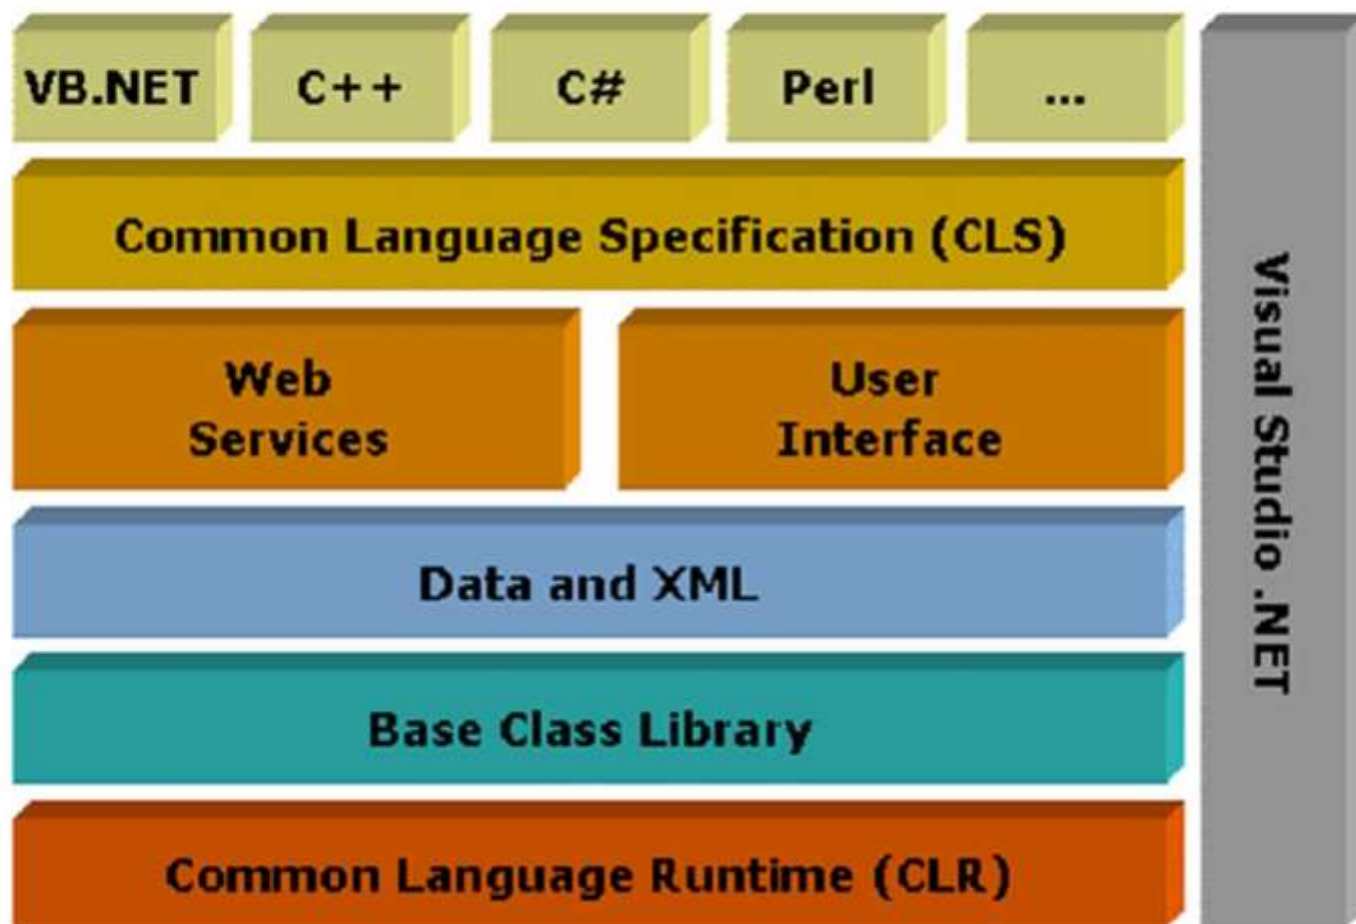 VB.NET
C++
C#
Perl
...
Common Language Specification (CLS)
Web
Services
User
Interface
Data and XML
Base Class Library
Common Language Runtime (CLR)
Visual Studio .NET